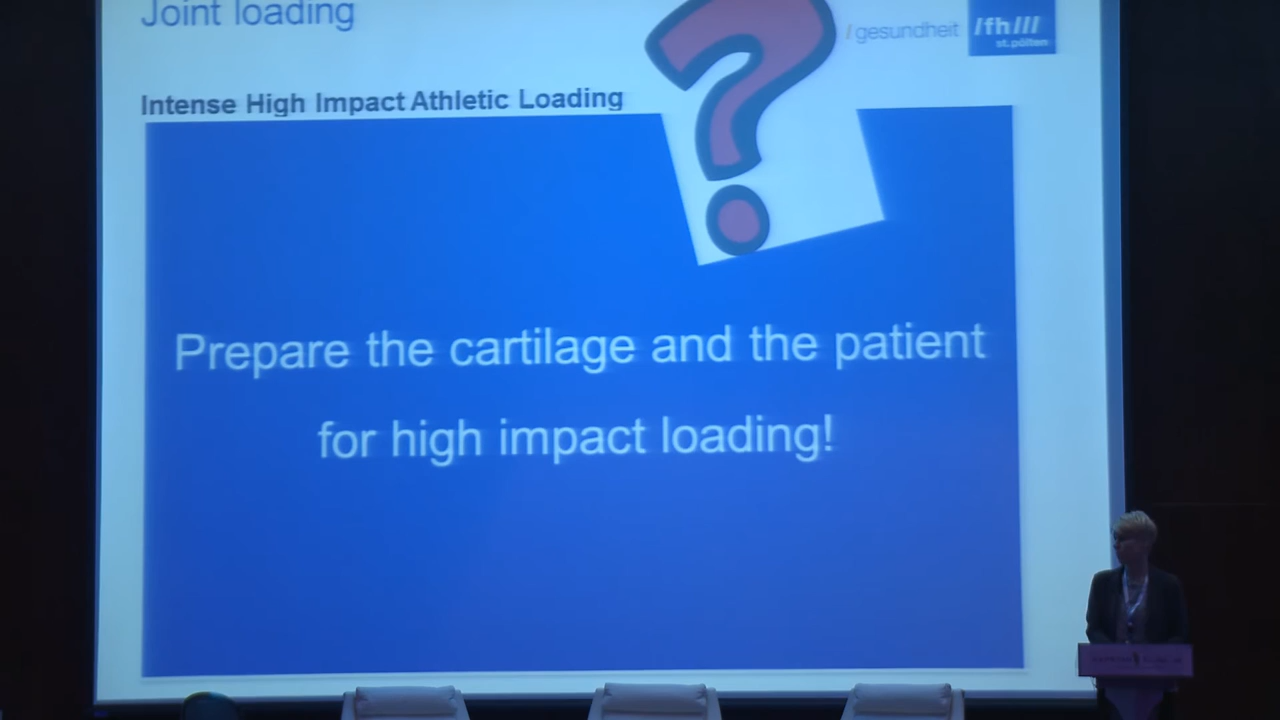 Joint loading
/gesundheit
/fh///
st.pölten
Intense High Impact Athletic Loading
?
Prepare the cartilage and the patient
for high impact loading!